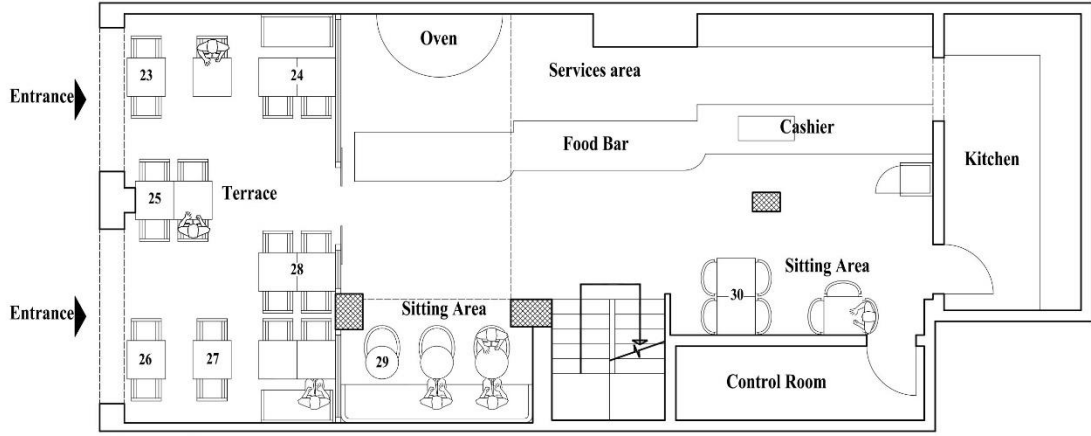 Oven
23
24
Services area
Entrance
Cashier
Food Bar
Kitchen
25
Terrace
28
Sitting Area
30
Sitting Area
Entrance
26
27
29
Control Room